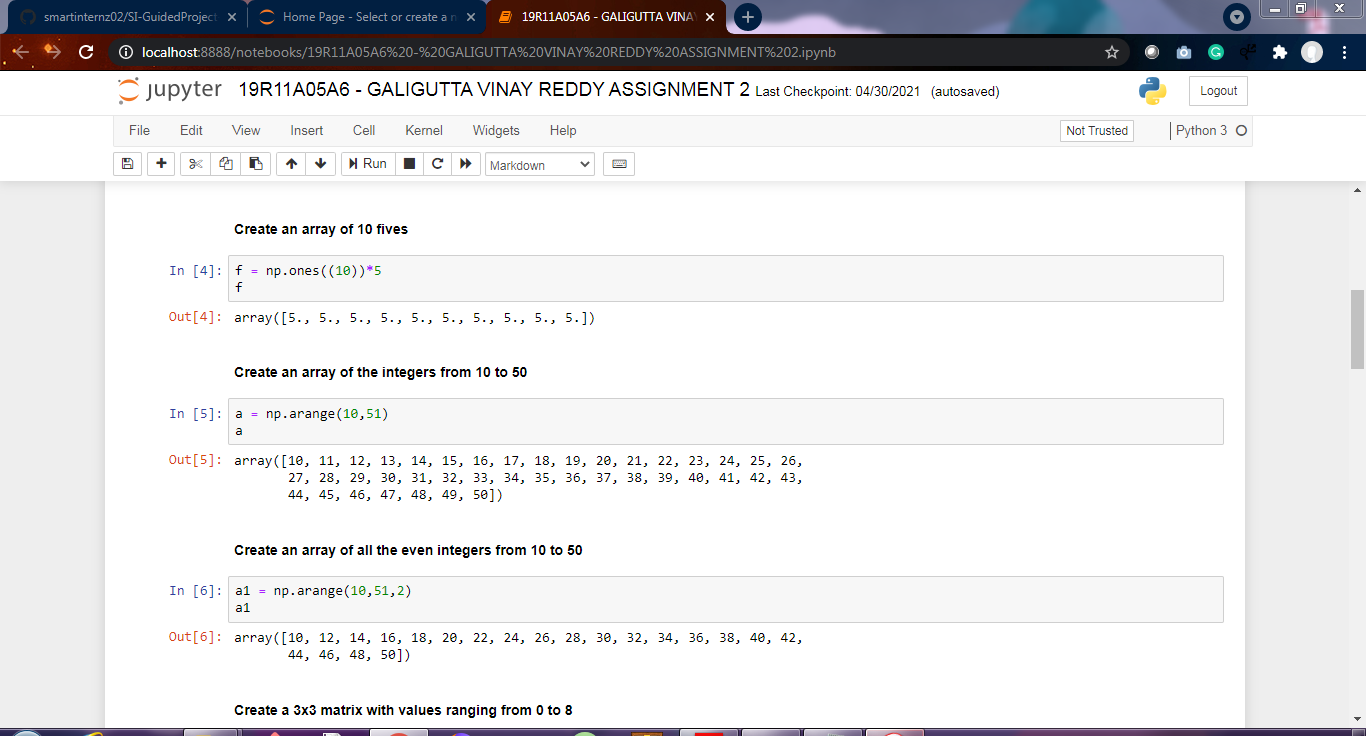 smartinternz02/SI-GuidedProject
Home Page - Select or create a n
19R11A05A6 - GALIGUTTA VINA
localhost:8888/notebooks/19R11A05A6%20-%20GALIGUTTA%20VINAY%20REDDY%20ASSIGNMENT%202.ipynb
jupyter 19R11A05A6 - GALIGUTTA VINAY REDDY ASSIGNMENT 2 Last Checkpoint: 04/30/2021 (autosaved)
Logout
File Edit View Insert Cell Kernel Widgets Help
Not Trusted
Python 3
Run
Markdown
Create an array of 10 fives
In [4]: f = np.ones((10))*5
f
Out[4]: array([5., 5., 5., 5., 5., 5., 5., 5., 5., 5.])
Create an array of the integers from 10 to 50
In [5]: a = np.arange(10,51)
a
Out[5]: array([10, 11, 12, 13, 14, 15, 16, 17, 18, 19, 20, 21, 22, 23, 24, 25, 26,
27, 28, 29, 30, 31, 32, 33, 34, 35, 36, 37, 38, 39, 40, 41, 42, 43,
44, 45, 46, 47, 48, 49, 50])
Create an array of all the even integers from 10 to 50
In [6]: a1 = np.arange(10,51,2)
a1
Out[6]: array([10, 12, 14, 16, 18, 20, 22, 24, 26, 28, 30, 32, 34, 36, 38, 40, 42,
44, 46, 48, 50])
Create a 3x3 matrix with values ranging from 0 to 8